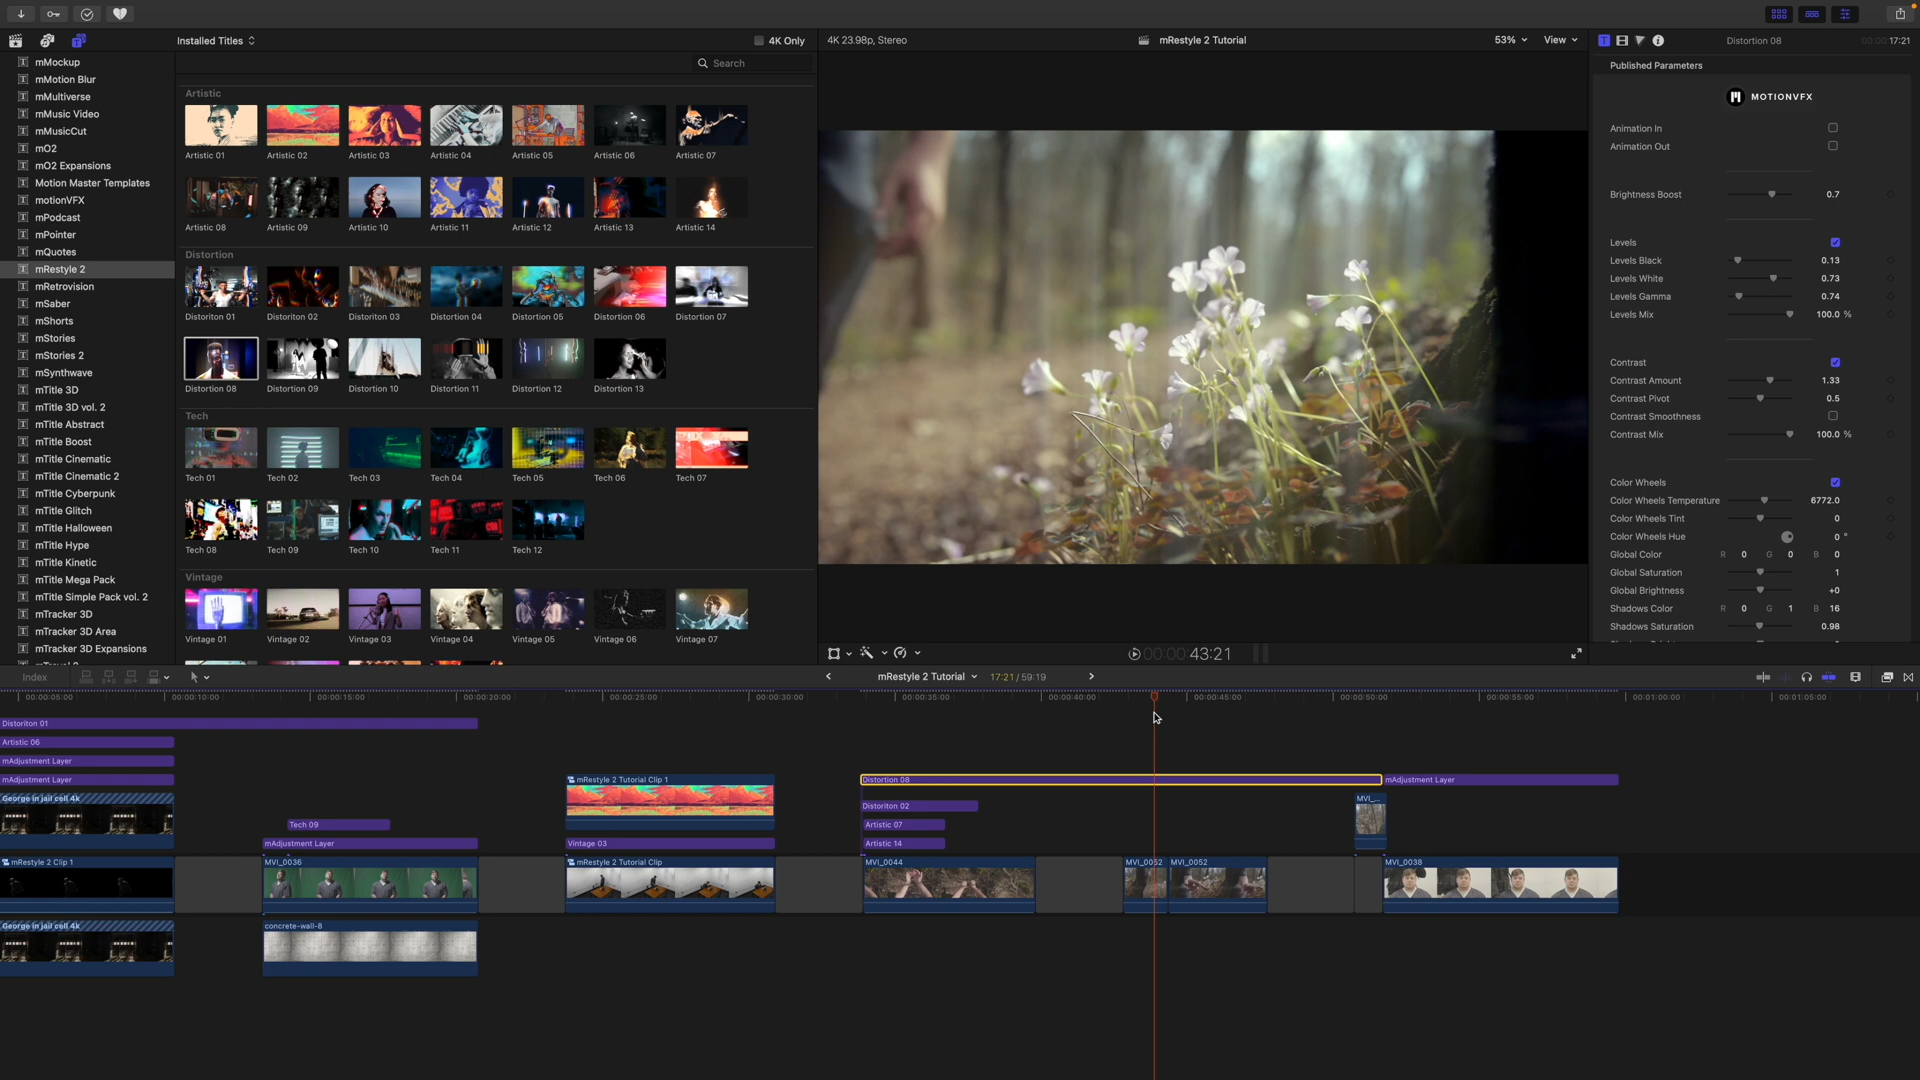 Installed Titles
4K Only
4K 23.98p, Stereo
mRestyle 2 Tutorial
53%
View
Distortion 08
00:00:17:21
Search
Published Parameters
mMockup
mMotion Blur
mMultiverse
mMusic Video
mMusicCut
mO2
mO2 Expansions
Motion Master Templates
motionVFX
mPodcast
mPointer
mQuotes
mRestyle 2
mRetrovision
mSaber
mShorts
mStories
mStories 2
mSynthwave
mTitle 3D
mTitle 3D vol. 2
mTitle Abstract
mTitle Boost
mTitle Cinematic
mTitle Cinematic 2
mTitle Cyberpunk
mTitle Glitch
mTitle Halloween
mTitle Hype
mTitle Kinetic
mTitle Mega Pack
mTitle Simple Pack vol. 2
mTracker 3D
mTracker 3D Area
mTracker 3D Expansions
Artistic
Artistic 01
Artistic 02
Artistic 03
Artistic 04
Artistic 05
Artistic 06
Artistic 07
Artistic 08
Artistic 09
Artistic 10
Artistic 11
Artistic 12
Artistic 13
Artistic 14
Distortion
Distoriton 01
Distoriton 02
Distoriton 03
Distortion 04
Distortion 05
Distortion 06
Distortion 07
Distortion 08
Distortion 09
Distortion 10
Distortion 11
Distortion 12
Distortion 13
Tech
Tech 01
Tech 02
Tech 03
Tech 04
Tech 05
Tech 06
Tech 07
Tech 08
Tech 09
Tech 10
Tech 11
Tech 12
Vintage
Vintage 01
Vintage 02
Vintage 03
Vintage 04
Vintage 05
Vintage 06
Vintage 07
MOTIONVFX
Animation In
Animation Out
Brightness Boost 0.7
Levels
Levels Black 0.13
Levels White 0.73
Levels Gamma 0.74
Levels Mix 100.0 %
Contrast
Contrast Amount 1.33
Contrast Pivot 0.5
Contrast Smoothness
Contrast Mix 100.0 %
Color Wheels
Color Wheels Temperature 6772.0
Color Wheels Tint 0
Color Wheels Hue 0 °
Global Color R 0 G 0 B 0
Global Saturation 1
Global Brightness +0
Shadows Color R 0 G 1 B 16
Shadows Saturation 0.98
00:00:43:21
Index
mRestyle 2 Tutorial
17:21 / 59:19
00:00:05:00
00:00:10:00
00:00:15:00
00:00:20:00
00:00:25:00
00:00:30:00
00:00:35:00
00:00:40:00
00:00:45:00
00:00:50:00
00:00:55:00
00:01:00:00
00:01:05:00
Distoriton 01
Artistic 06
mAdjustment Layer
mAdjustment Layer
mRestyle 2 Tutorial Clip 1
Distortion 08
mAdjustment Layer
George in jail cell 4k
MVI_...
Distoriton 02
Tech 09
Artistic 07
mAdjustment Layer
Vintage 03
Artistic 14
mRestyle 2 Clip 1
MVI_0036
mRestyle 2 Tutorial Clip
MVI_0044
MVI_0052
MVI_0052
MVI_0038
George in jail cell 4k
concrete-wall-8